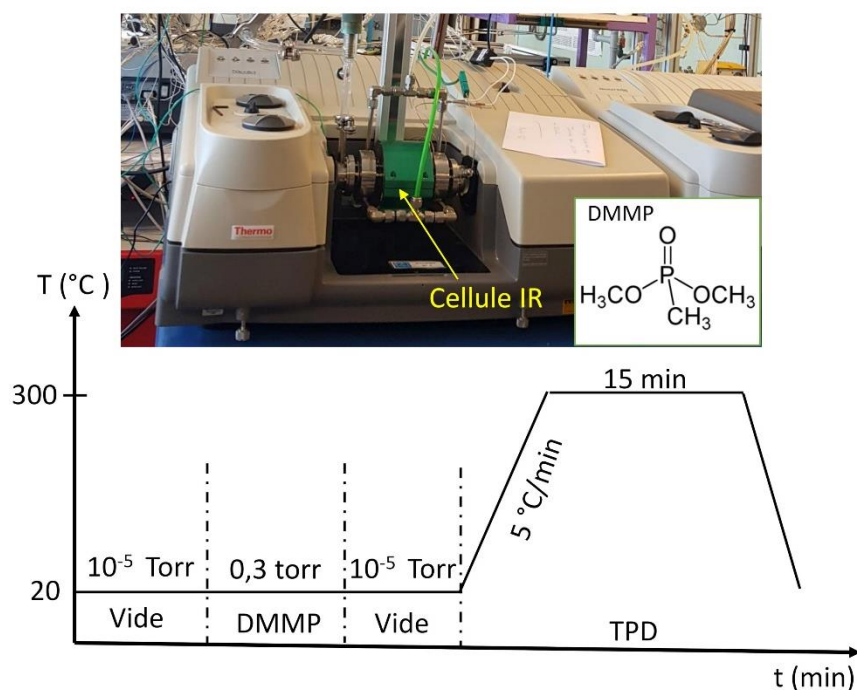 Thermo
Cellule IR
DMMP
O
P
H₃CO
OCH₃
CH₃
T (°C )
300
15 min
5 °C/min
10⁻⁵ Torr
0,3 torr
10⁻⁵ Torr
20
Vide
DMMP
Vide
TPD
t (min)